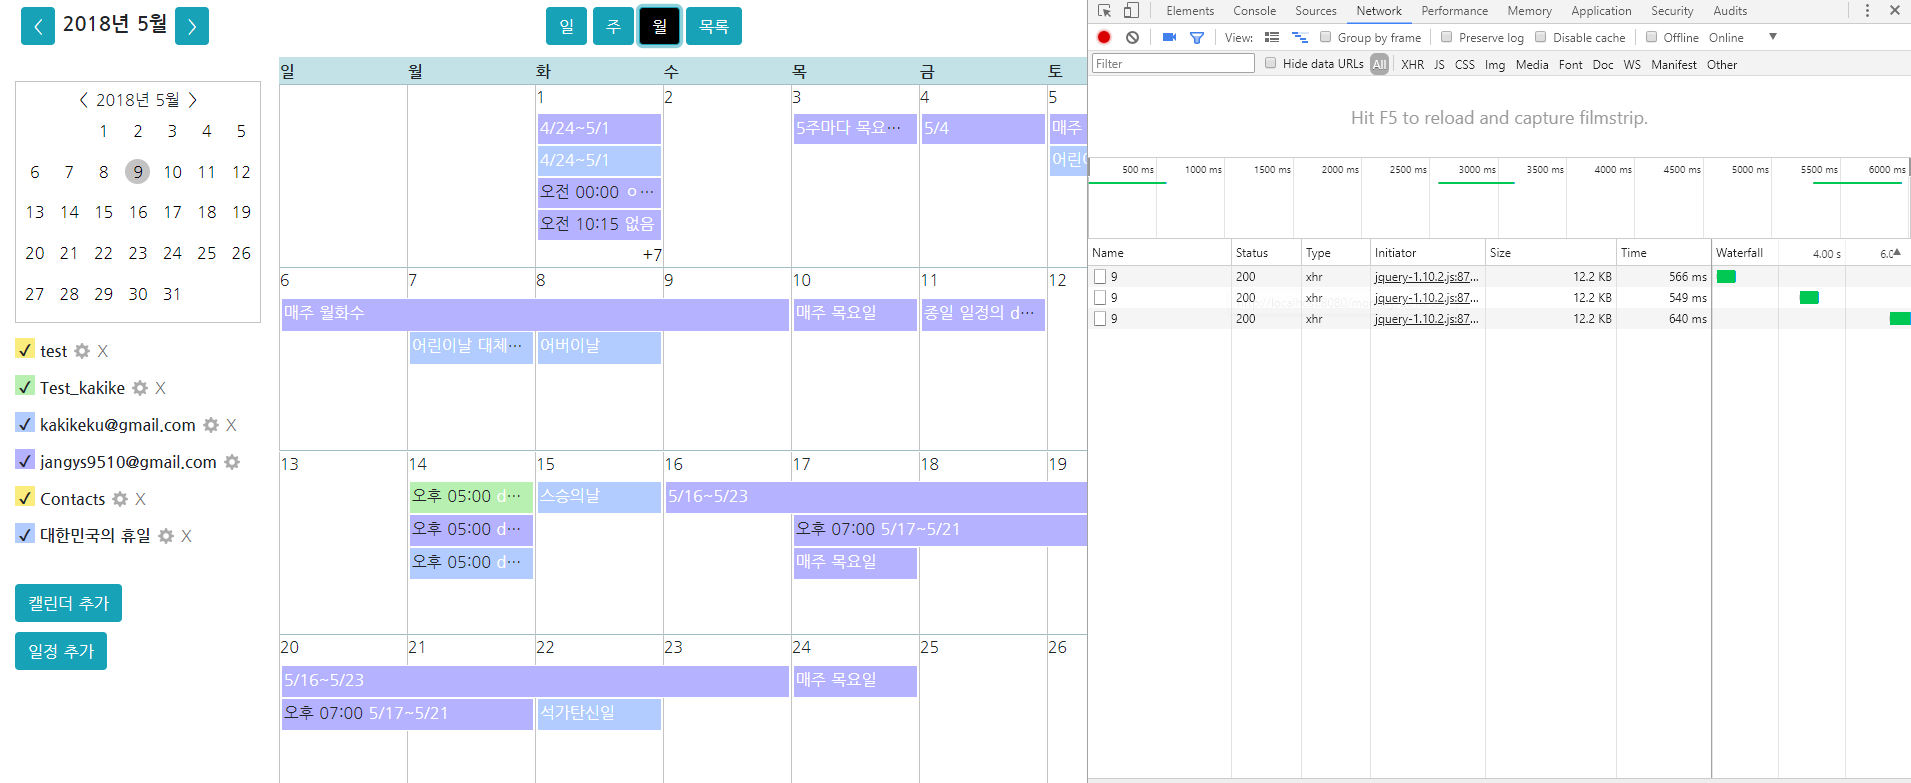 < 2018년 5월 >
일 주 월 목록
< 2018년 5월 >
1 2 3 4 5
6 7 8 9 10 11 12
13 14 15 16 17 18 19
20 21 22 23 24 25 26
27 28 29 30 31
✓ test X
✓ Test_kakike X
✓ kakikeku@gmail.com X
✓ jangys9510@gmail.com
✓ Contacts X
✓ 대한민국의 휴일 X
캘린더 추가
일정 추가
일 월 화 수 목 금 토
1 2 3 4 5
4/24~5/1 5주마다 목요… 5/4 매주
4/24~5/1 어린이
오전 00:00 o …
오전 10:15 없음
+7
6 7 8 9 10 11 12
매주 월화수 매주 목요일 종일 일정의 d…
어린이날 대체… 어버이날
13 14 15 16 17 18 19
오후 05:00 d… 스승의날 5/16~5/23
오후 05:00 d… 오후 07:00 5/17~5/21
오후 05:00 d… 매주 목요일
20 21 22 23 24 25 26
5/16~5/23 매주 목요일
오후 07:00 5/17~5/21 석가탄신일
Elements Console Sources Network Performance Memory Application Security Audits
View: Group by frame Preserve log Disable cache Offline Online
Filter Hide data URLs All XHR JS CSS Img Media Font Doc WS Manifest Other
Hit F5 to reload and capture filmstrip.
500 ms 1000 ms 1500 ms 2000 ms 2500 ms 3000 ms 3500 ms 4000 ms 4500 ms 5000 ms 5500 ms 6000 ms
Name Status Type Initiator Size Time Waterfall 4.00 s 6.0
9 200 xhr jquery-1.10.2.js:87… 12.2 KB 566 ms
9 200 xhr jquery-1.10.2.js:87… 12.2 KB 549 ms
9 200 xhr jquery-1.10.2.js:87… 12.2 KB 640 ms